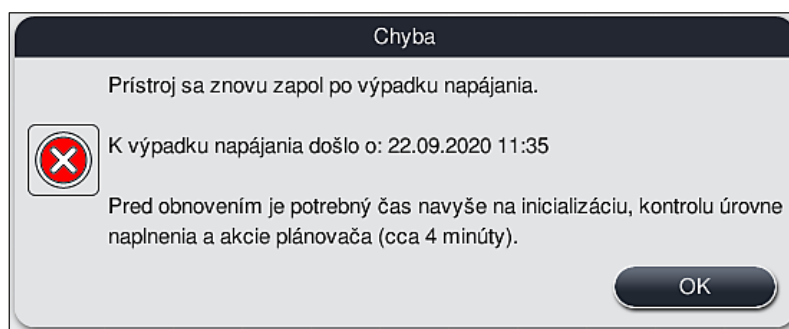 Chyba
Prístroj sa znovu zapol po výpadku napájania.
K výpadku napájania došlo o: 22.09.2020 11:35
Pred obnovením je potrebný čas navyše na inicializáciu, kontrolu úrovne
naplnenia a akcie plánovača (cca 4 minúty).
OK